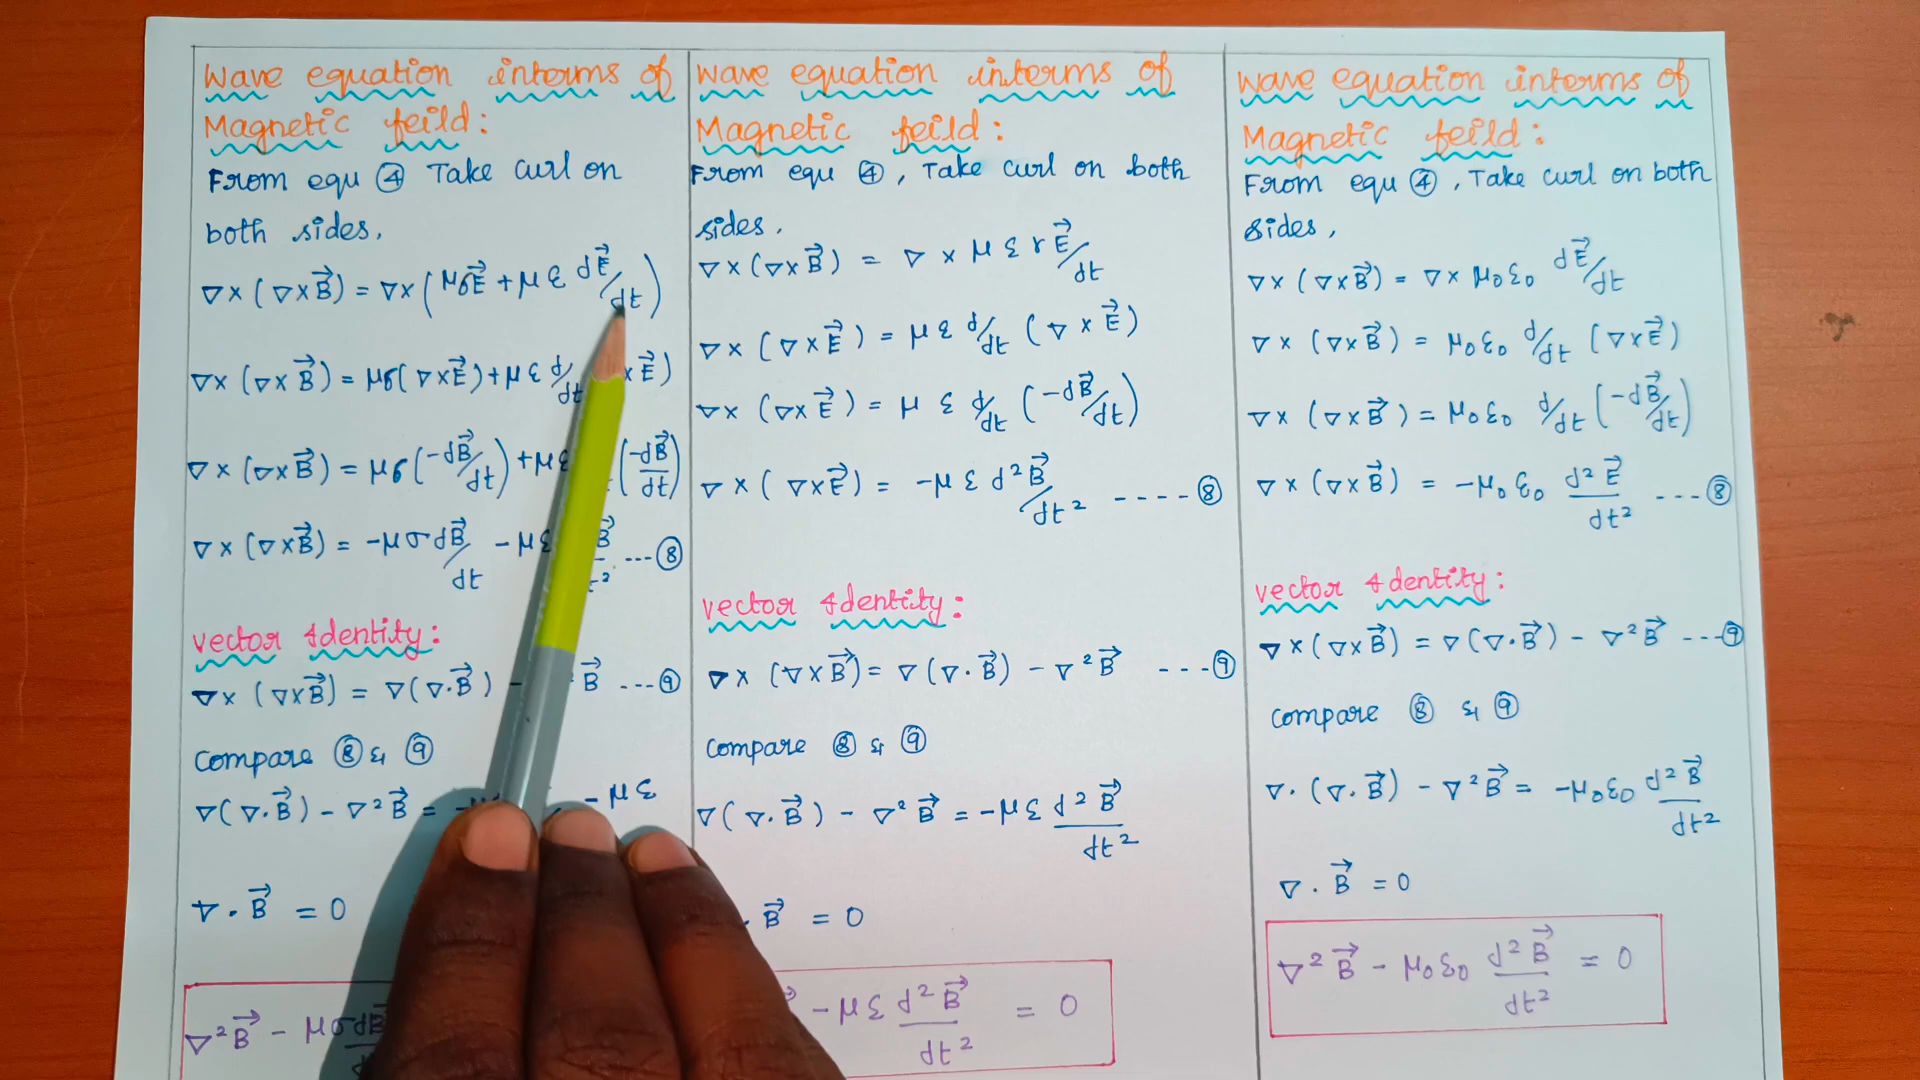 Wave equation interms of
Magnetic feild:
From equ ④ Take curl on
both sides,
∇×(∇×B⃗) = ∇×(μσE⃗ + μ ε dE⃗/dt)
∇×(∇×B⃗) = μσ(∇×E⃗)+μ ε d/dt ×E⃗)
∇×(∇×B⃗) = μσ(-dB⃗/dt)+με (-dB⃗/dt)
∇×(∇×B⃗) = -μσdB⃗/dt - με B⃗/t² ---⑧
vector Identity:
∇×(∇×B⃗) = ∇(∇.B⃗) - ²B⃗ ---⑨
Compare ⑧ & ⑨
∇(∇.B⃗) - ∇²B⃗ = - - με
∇.B⃗ = 0
∇²B⃗ - μσdB⃗
Wave equation interms of
Magnetic feild:
From equ ④, Take curl on both
sides,
∇×(∇×B⃗) = ∇ × μ ε r E⃗/dt
∇×(∇×E⃗) = με d/dt (∇×E⃗)
∇×(∇×E⃗) = μ ε d/dt (-dB⃗/dt)
∇×(∇×E⃗) = -μ ε d²B⃗/dt² ----⑧
vector Identity:
∇×(∇×B⃗) = ∇(∇.B⃗) - ∇²B⃗ ---⑨
Compare ⑧ & ⑨
∇(∇.B⃗) - ∇²B⃗ = -με d²B⃗/dt²
. B⃗ = 0
- με d²B⃗/dt² = 0
Wave equation interms of
Magnetic feild:
From equ ④, Take curl on both
sides,
∇×(∇×B⃗) = ∇× μ₀ε₀ dE⃗/dt
∇×(∇×B⃗) = μ₀ε₀ d/dt (∇×E⃗)
∇×(∇×B⃗) = μ₀ε₀ d/dt (-dB⃗/dt)
∇×(∇×B⃗) = -μ₀ε₀ d²E⃗/dt² ---⑧
vector Identity:
∇×(∇×B⃗) = ∇(∇.B⃗) - ∇²B⃗ ---⑨
Compare ⑧ & ⑨
∇.(∇.B⃗) - ∇²B⃗ = -μ₀ε₀ d²B⃗/dt²
∇.B⃗ = 0
∇²B⃗ - μ₀ε₀ d²B⃗/dt² = 0